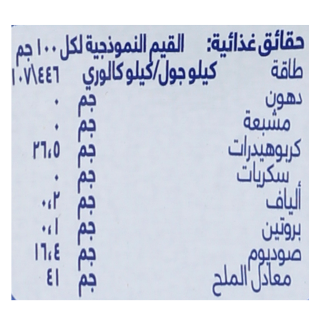 حقائق غذائية: القيم النموذجية لكل ١٠٠ جم
طاقة كيلو جول/كيلو كالوري ٤٤٦\١٠٧
دهون جم ٠
مشبعة جم ٠
كربوهيدرات جم ٢٦،٥
سكريات جم ٠
ألياف جم ٠،٢
بروتين جم ٠،١
صوديوم جم ١٦،٤
معادل الملح جم ٤١